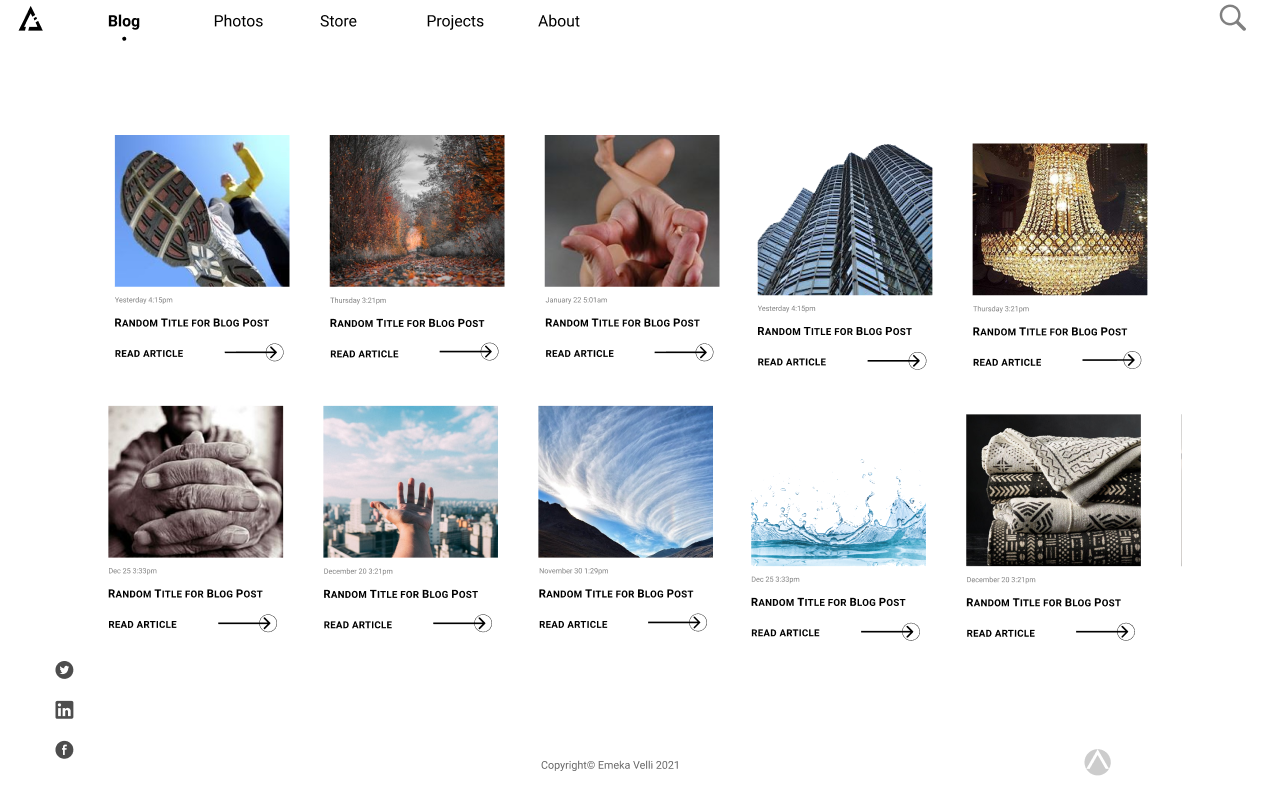 Blog
Photos
Store
Projects
About
Yesterday 4:15pm
RANDOM TITLE FOR BLOG POST
READ ARTICLE
Thursday 3:21pm
RANDOM TITLE FOR BLOG POST
READ ARTICLE
January 22 5:01am
RANDOM TITLE FOR BLOG POST
READ ARTICLE
Yesterday 4:15pm
RANDOM TITLE FOR BLOG POST
READ ARTICLE
Thursday 3:21pm
RANDOM TITLE FOR BLOG POST
READ ARTICLE
Dec 25 3:33pm
RANDOM TITLE FOR BLOG POST
READ ARTICLE
December 20 3:21pm
RANDOM TITLE FOR BLOG POST
READ ARTICLE
November 30 1:29pm
RANDOM TITLE FOR BLOG POST
READ ARTICLE
Dec 25 3:33pm
RANDOM TITLE FOR BLOG POST
READ ARTICLE
December 20 3:21pm
RANDOM TITLE FOR BLOG POST
READ ARTICLE
in
f
Copyright© Emeka Velli 2021